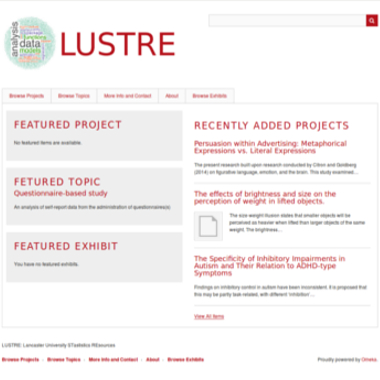 analysis
data
models
LUSTRE
Browse Projects
Browse Topics
More Info and Contact
About
Browse Exhibits
FEATURED PROJECT
No featured items are available.
FETURED TOPIC
Questionnaire-based study
An analysis of self-report data from the administration of questionnaires(s)
FEATURED EXHIBIT
You have no featured exhibits.
RECENTLY ADDED PROJECTS
Persuasion within Advertising: Metaphorical
Expressions vs. Literal Expressions
The present research built upon research conducted by Citron and Goldberg
(2014) on figurative language, emotion, and the brain. This study examined…
The effects of brightness and size on the
perception of weight in lifted objects.
The size-weight illusion states that smaller objects will be
perceived as heavier when lifted than larger objects of the same
weight. The brightness…
The Specificity of Inhibitory Impairments in
Autism and Their Relation to ADHD-type
Symptoms
Findings on inhibitory control in autism have been inconsistent. It is proposed that
this may be partly task-related, with different 'inhibition'…
View All Items
LUSTRE: Lancaster University STatistics REsources
Browse Projects
Browse Topics
More Info and Contact
About
Browse Exhibits
Proudly powered by Omeka.